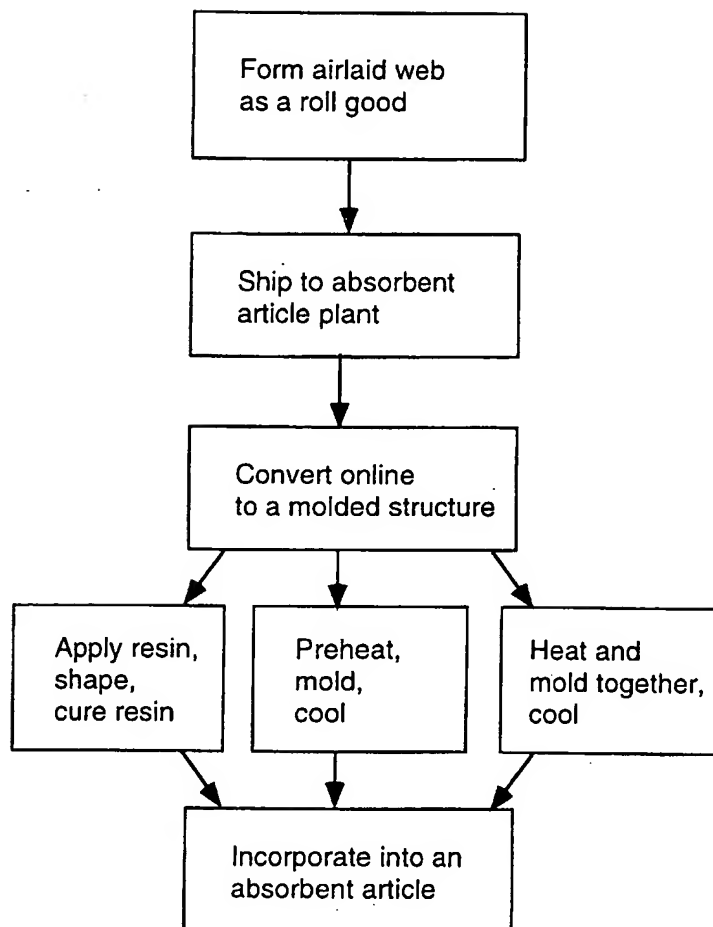 Form airlaid web
as a roll good
Ship to absorbent
article plant
Convert online
to a molded structure
Apply resin,
shape,
cure resin
Preheat,
mold,
cool
Heat and
mold together,
cool
Incorporate into an
absorbent article